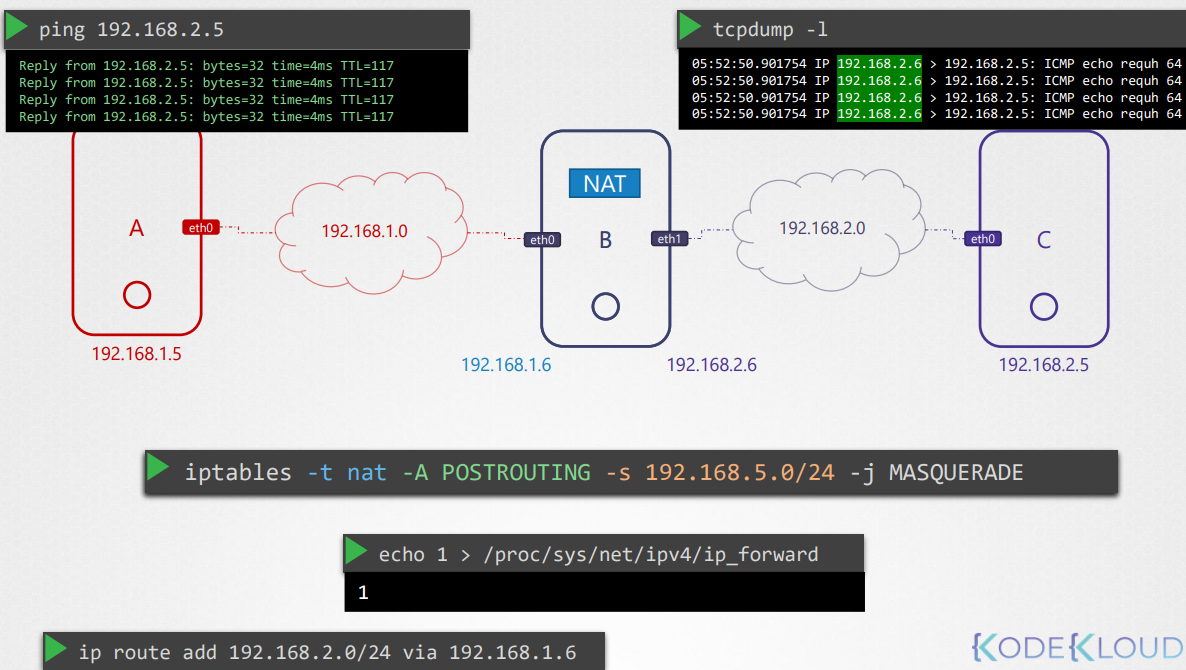 ping 192.168.2.5
Reply from 192.168.2.5: bytes=32 time=4ms TTL=117
Reply from 192.168.2.5: bytes=32 time=4ms TTL=117
Reply from 192.168.2.5: bytes=32 time=4ms TTL=117
Reply from 192.168.2.5: bytes=32 time=4ms TTL=117
tcpdump -l
05:52:50.901754 IP 192.168.2.6 > 192.168.2.5: ICMP echo requh 64
05:52:50.901754 IP 192.168.2.6 > 192.168.2.5: ICMP echo requh 64
05:52:50.901754 IP 192.168.2.6 > 192.168.2.5: ICMP echo requh 64
05:52:50.901754 IP 192.168.2.6 > 192.168.2.5: ICMP echo requh 64
A
eth0
192.168.1.0
NAT
eth0
B
eth1
192.168.2.0
eth0
C
192.168.1.5
192.168.1.6
192.168.2.6
192.168.2.5
iptables -t nat -A POSTROUTING -s 192.168.5.0/24 -j MASQUERADE
echo 1 > /proc/sys/net/ipv4/ip_forward
1
ip route add 192.168.2.0/24 via 192.168.1.6
KODEKLOUD